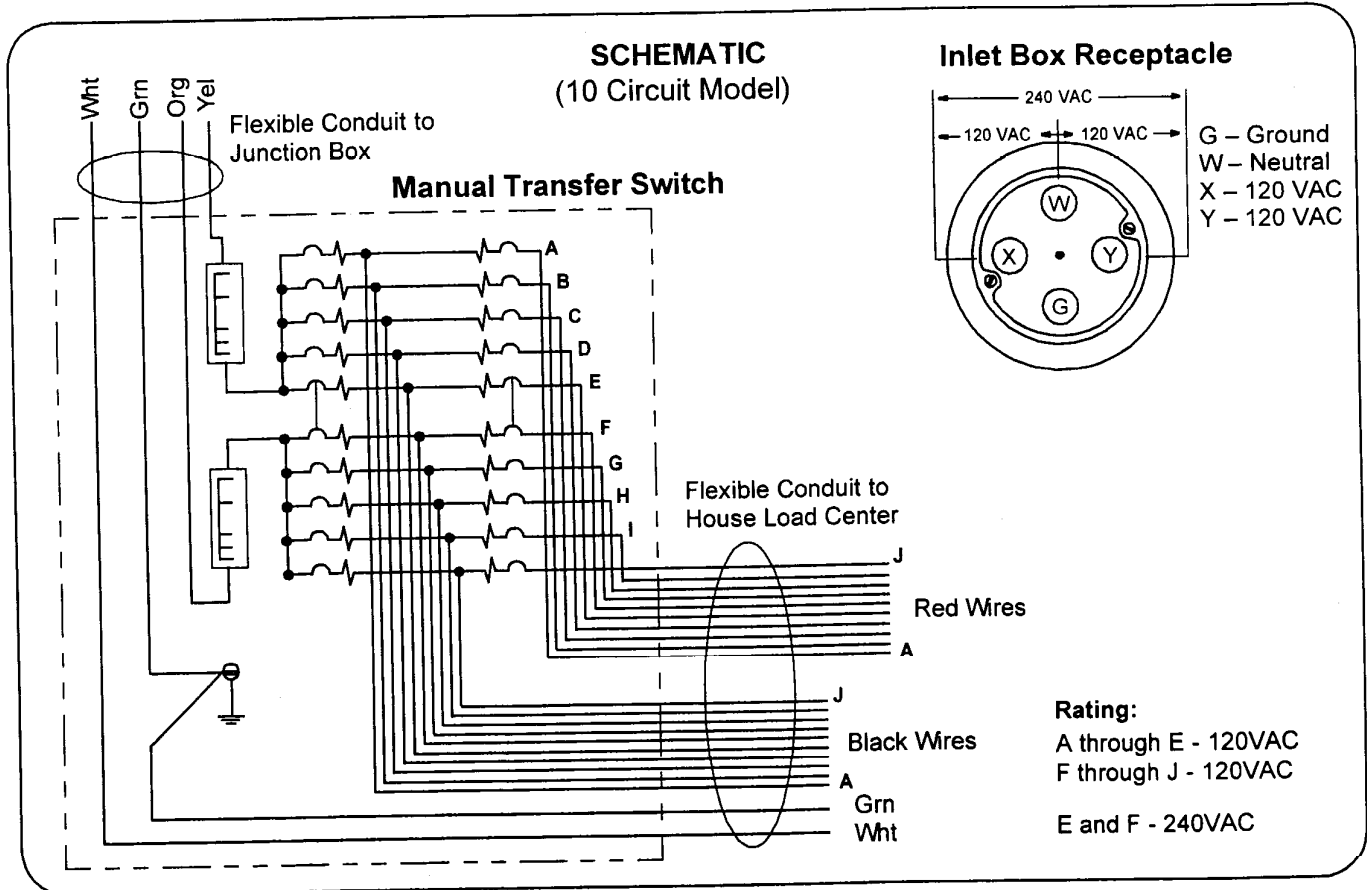 SCHEMATIC
(10 Circuit Model)
Inlet Box Receptacle
240 VAC
120 VAC
120 VAC
G – Ground
W – Neutral
X – 120 VAC
Y – 120 VAC
W
X
Y
G
Wht
Grn
Org
Yel
Flexible Conduit to
Junction Box
Manual Transfer Switch
A
B
C
D
E
F
G
H
I
Flexible Conduit to
House Load Center
J
Red Wires
A
J
Black Wires
A
Grn
Wht
Rating:
A through E - 120VAC
F through J - 120VAC
E and F - 240VAC